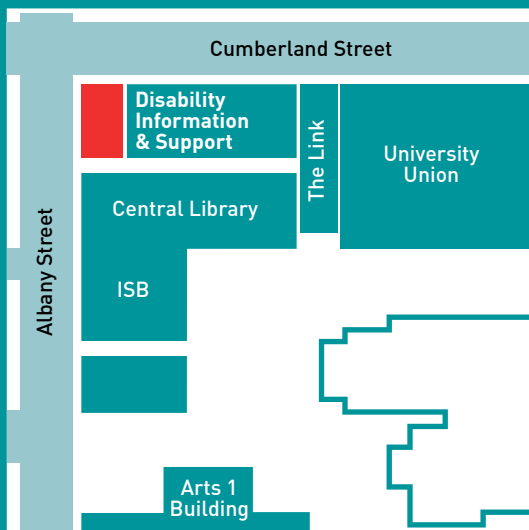 Cumberland Street
Disability
Information
& Support
The Link
University
Union
Central Library
Albany Street
ISB
Arts 1
Building